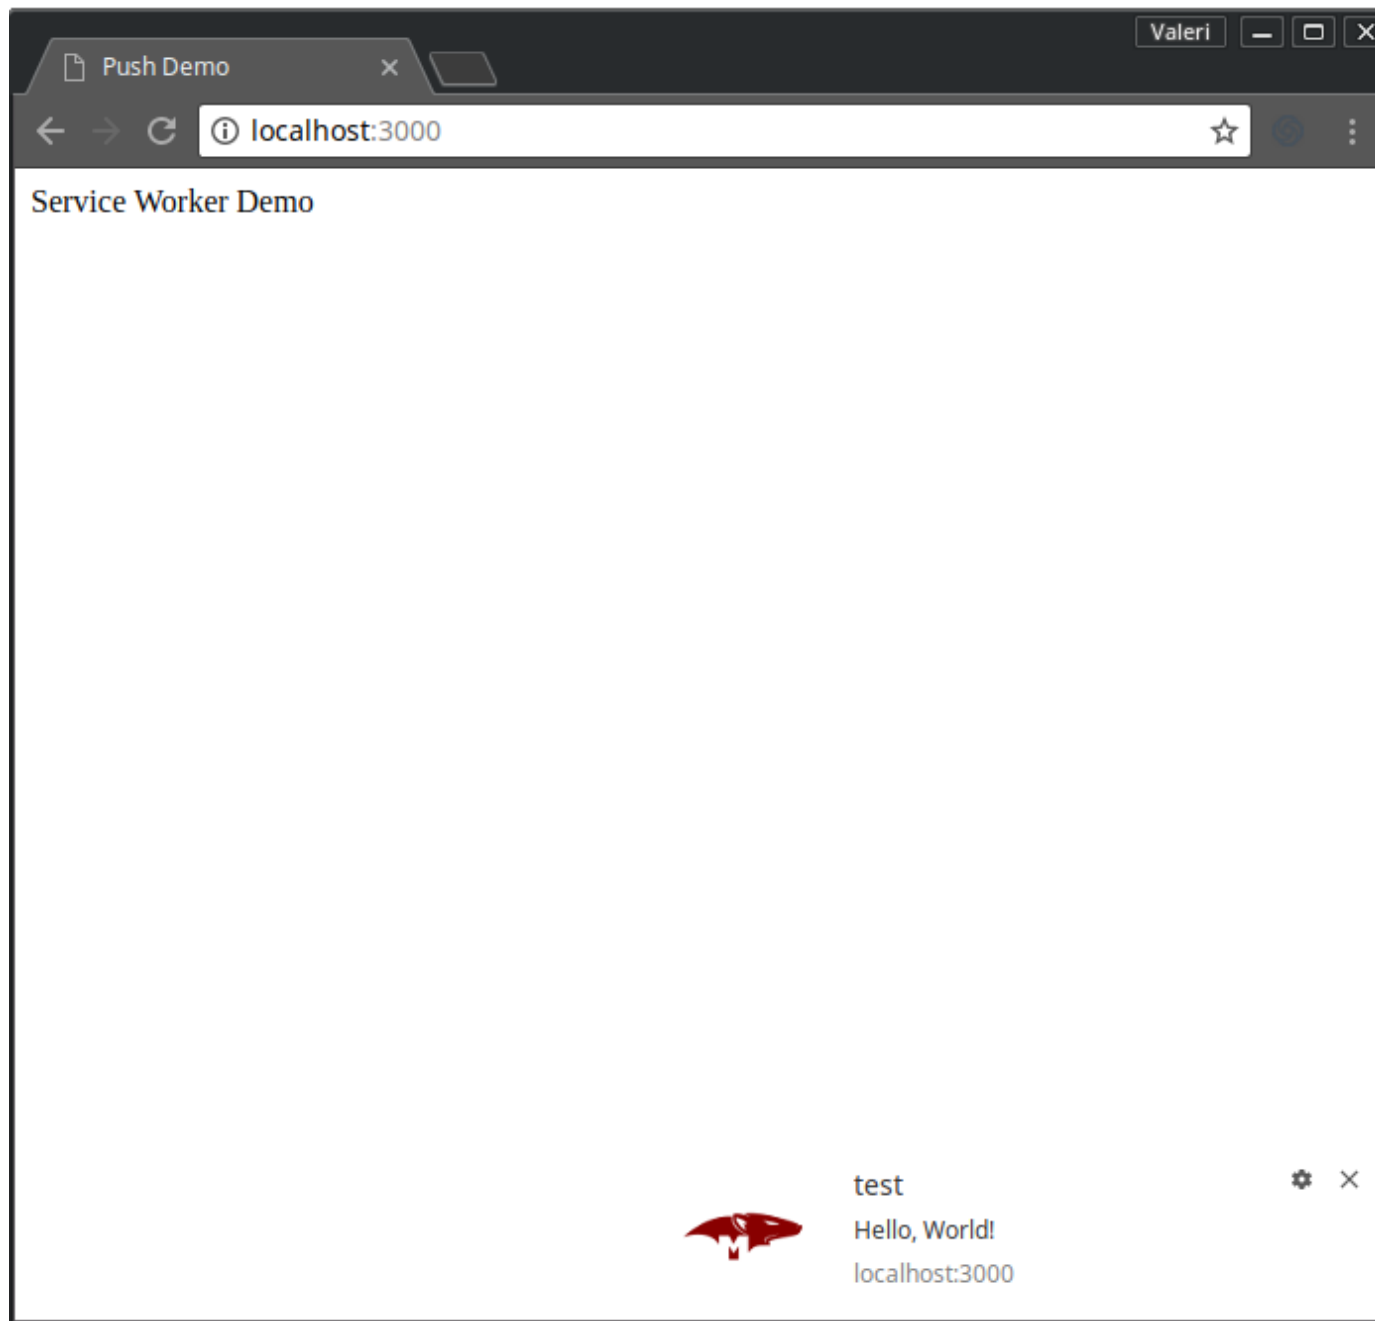 Valeri
Push Demo
localhost:3000
Service Worker Demo
test
Hello, World!
localhost:3000
M